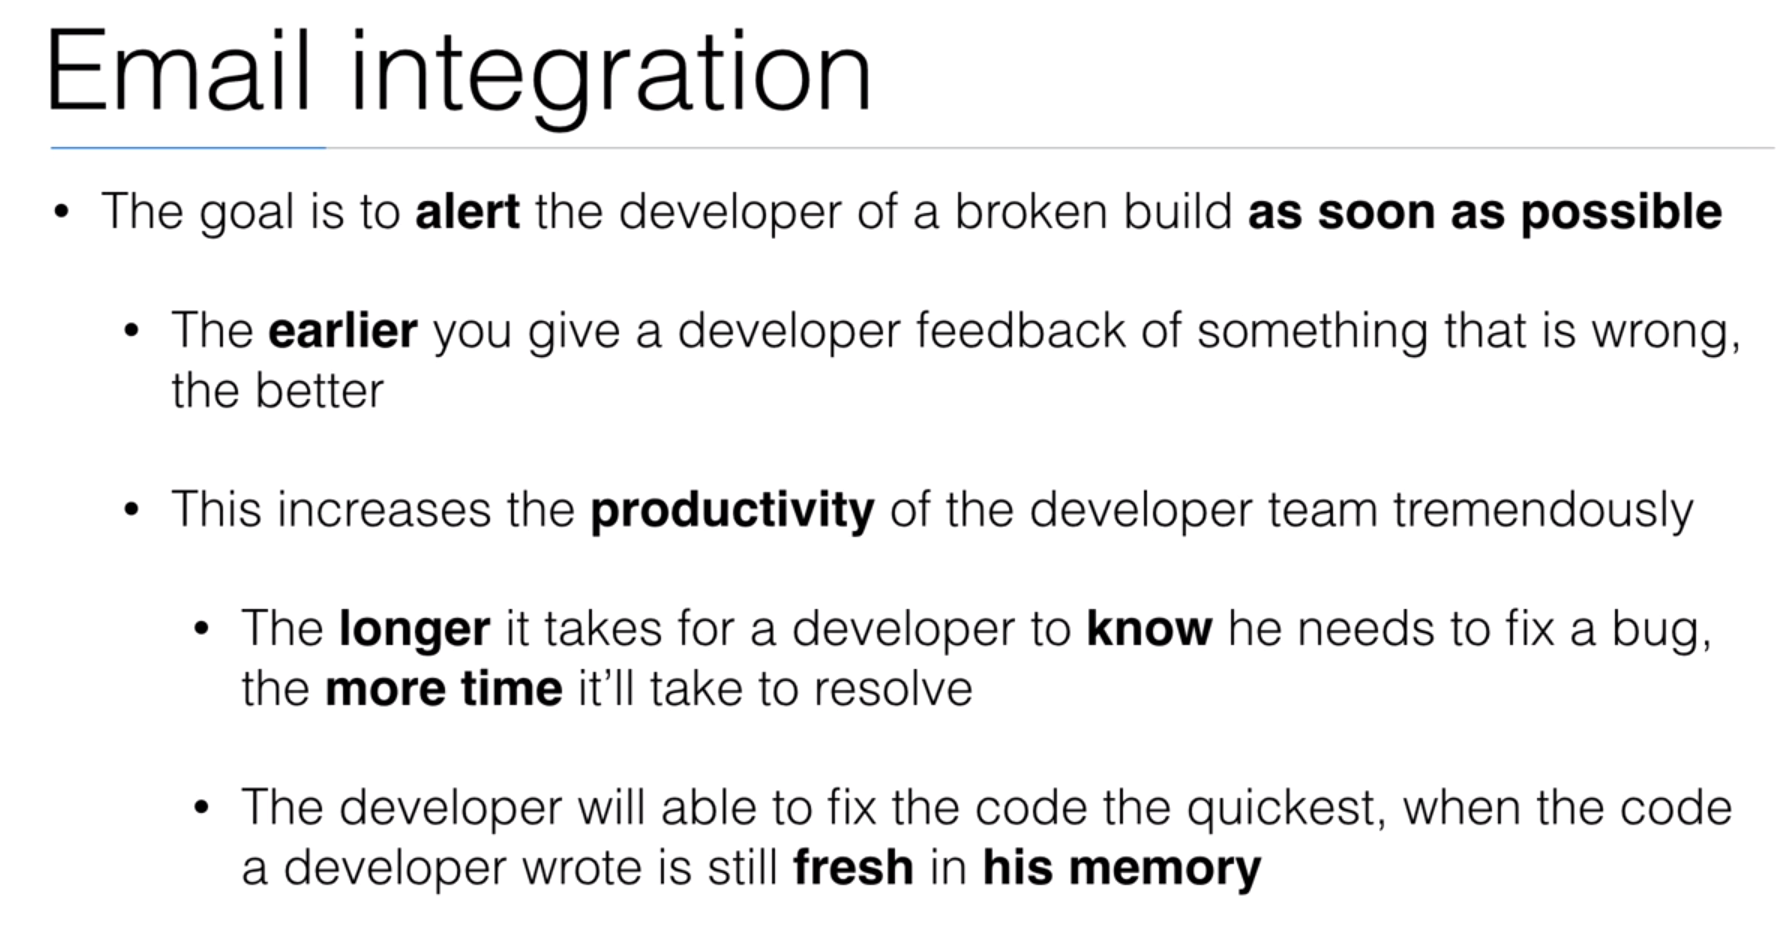 Email integration
• The goal is to alert the developer of a broken build as soon as possible
• The earlier you give a developer feedback of something that is wrong,
the better
• This increases the productivity of the developer team tremendously
• The longer it takes for a developer to know he needs to fix a bug,
the more time it’ll take to resolve
• The developer will able to fix the code the quickest, when the code
a developer wrote is still fresh in his memory